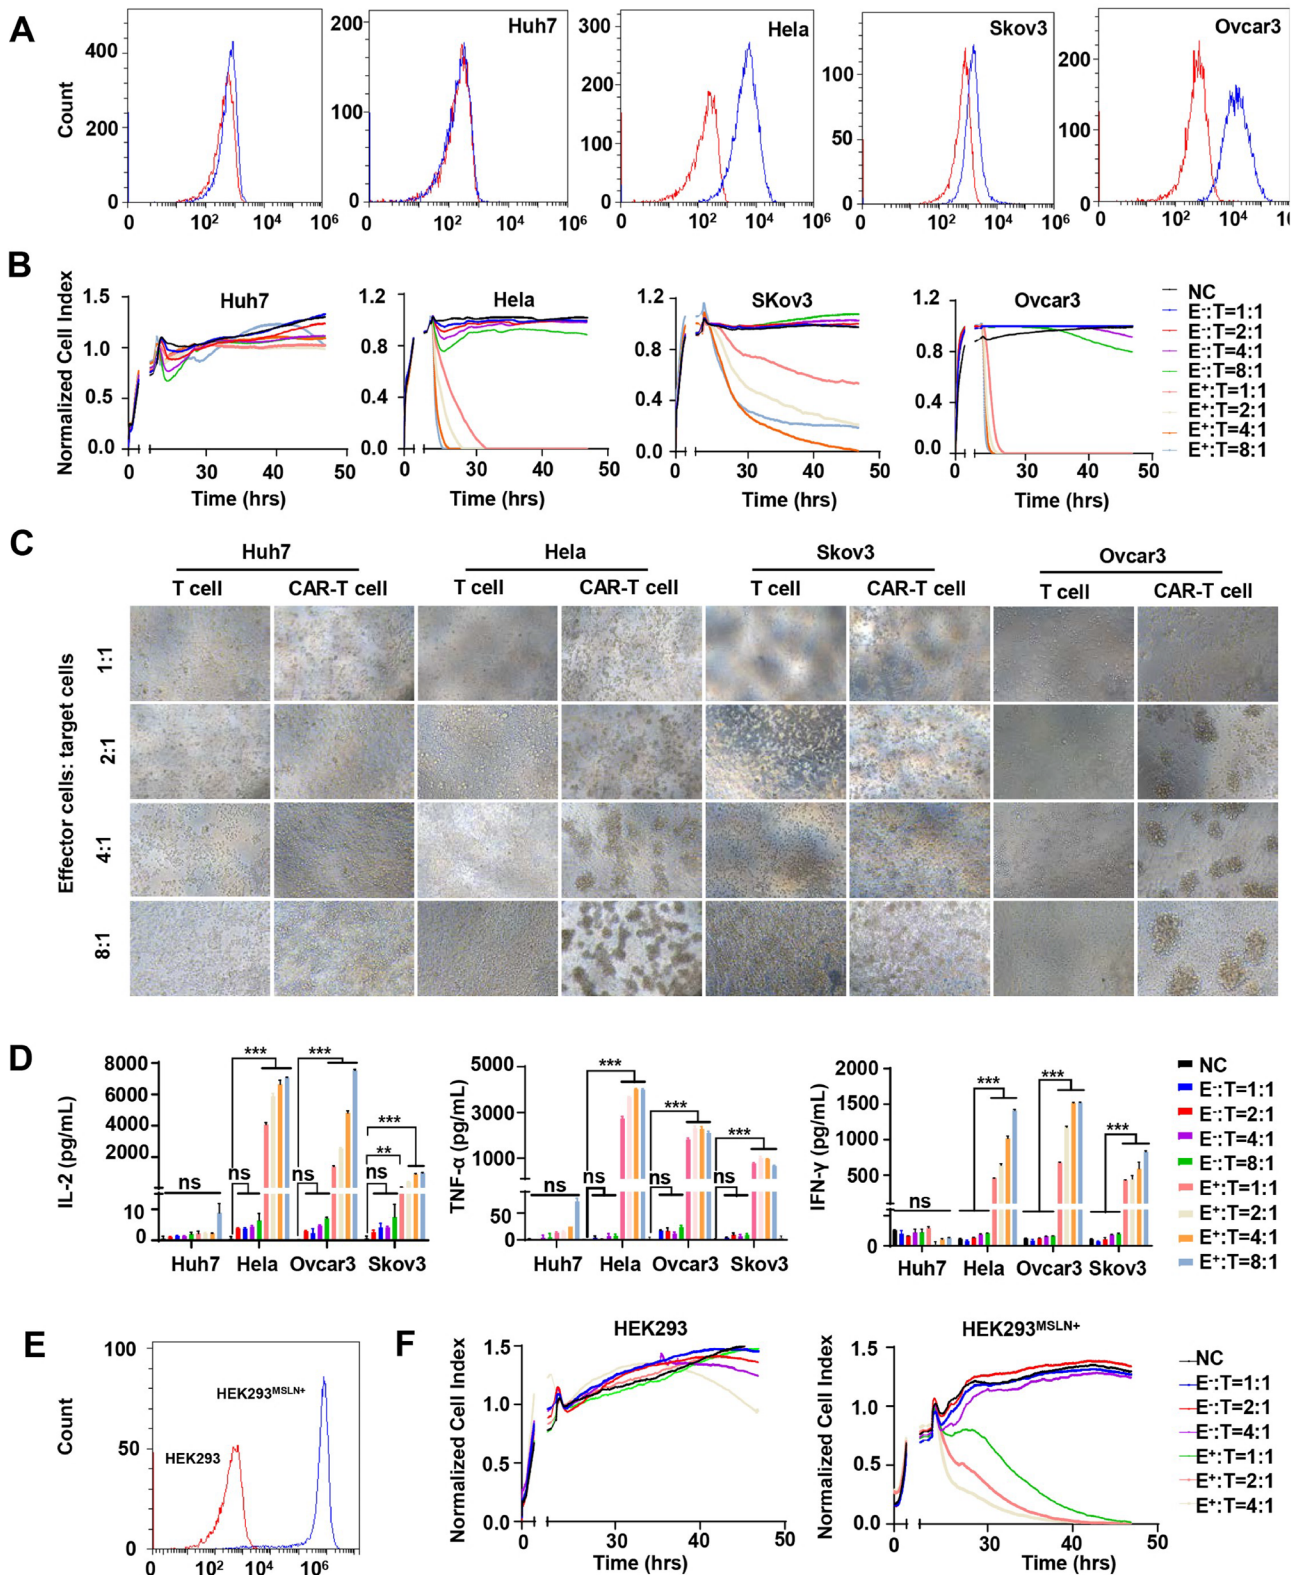 A
Count
400
200
0
10² 10⁴ 10⁶
Huh7
200
100
0
10² 10⁴ 10⁶
Hela
300
200
100
0
0 10² 10⁴ 10⁶
Skov3
100
50
0
0 10² 10⁴ 10⁶
Ovcar3
200
100
0
0 10² 10⁴ 10⁶
B
Normalized Cell Index
Huh7
1.5
1.0
0.5
0.0
0 30 40 50
Time (hrs)
Hela
1.2
0.8
0.4
0.0
0 30 40 50
Time (hrs)
SKov3
1.2
0.8
0.4
0.0
0 30 40 50
Time (hrs)
Ovcar3
1.2
0.8
0.4
0.0
0 30 40 50
Time (hrs)
NC
E⁻:T=1:1
E⁻:T=2:1
E⁻:T=4:1
E⁻:T=8:1
E⁺:T=1:1
E⁺:T=2:1
E⁺:T=4:1
E⁺:T=8:1
C
Huh7 Hela Skov3 Ovcar3
T cell CAR-T cell T cell CAR-T cell T cell CAR-T cell T cell CAR-T cell
Effector cells: target cells
1:1
2:1
4:1
8:1
D
IL-2 (pg/mL)
8000
6000
4000
2000
10
0
ns
ns
***
ns
***
ns
**
***
Huh7 Hela Ovcar3 Skov3
TNF-α (pg/mL)
5000
3000
1000
50
0
ns
ns
***
ns
***
ns
***
Huh7 Hela Ovcar3 Skov3
IFN-γ (pg/mL)
2000
1500
1000
500
0
ns
***
***
***
Huh7 Hela Ovcar3 Skov3
NC
E⁻:T=1:1
E⁻:T=2:1
E⁻:T=4:1
E⁻:T=8:1
E⁺:T=1:1
E⁺:T=2:1
E⁺:T=4:1
E⁺:T=8:1
E
Count
100
50
0
HEK293ᴹˢᴸᴺ⁺
HEK293
0 10² 10⁴ 10⁶
F
HEK293
Normalized Cell Index
1.5
1.0
0.5
0.0
0 30 40 50
Time (hrs)
HEK293ᴹˢᴸᴺ⁺
Normalized Cell Index
1.5
1.0
0.5
0.0
0 30 40 50
Time (hrs)
NC
E⁻:T=1:1
E⁻:T=2:1
E⁻:T=4:1
E⁺:T=1:1
E⁺:T=2:1
E⁺:T=4:1